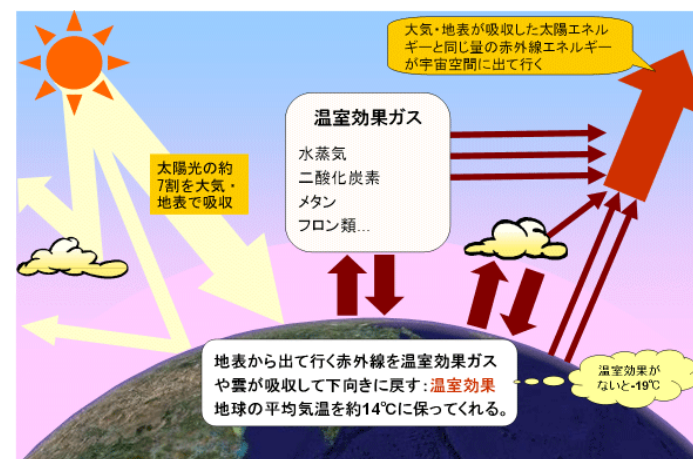 大気・地表が吸収した太陽エネル
ギーと同じ量の赤外線エネルギー
が宇宙空間に出て行く
温室効果ガス
水蒸気
二酸化炭素
メタン
フロン類...
太陽光の約
7割を大気・
地表で吸収
地表から出て行く赤外線を温室効果ガス
や雲が吸収して下向きに戻す:温室効果
地球の平均気温を約14℃に保ってくれる。
温室効果が
ないと-19℃